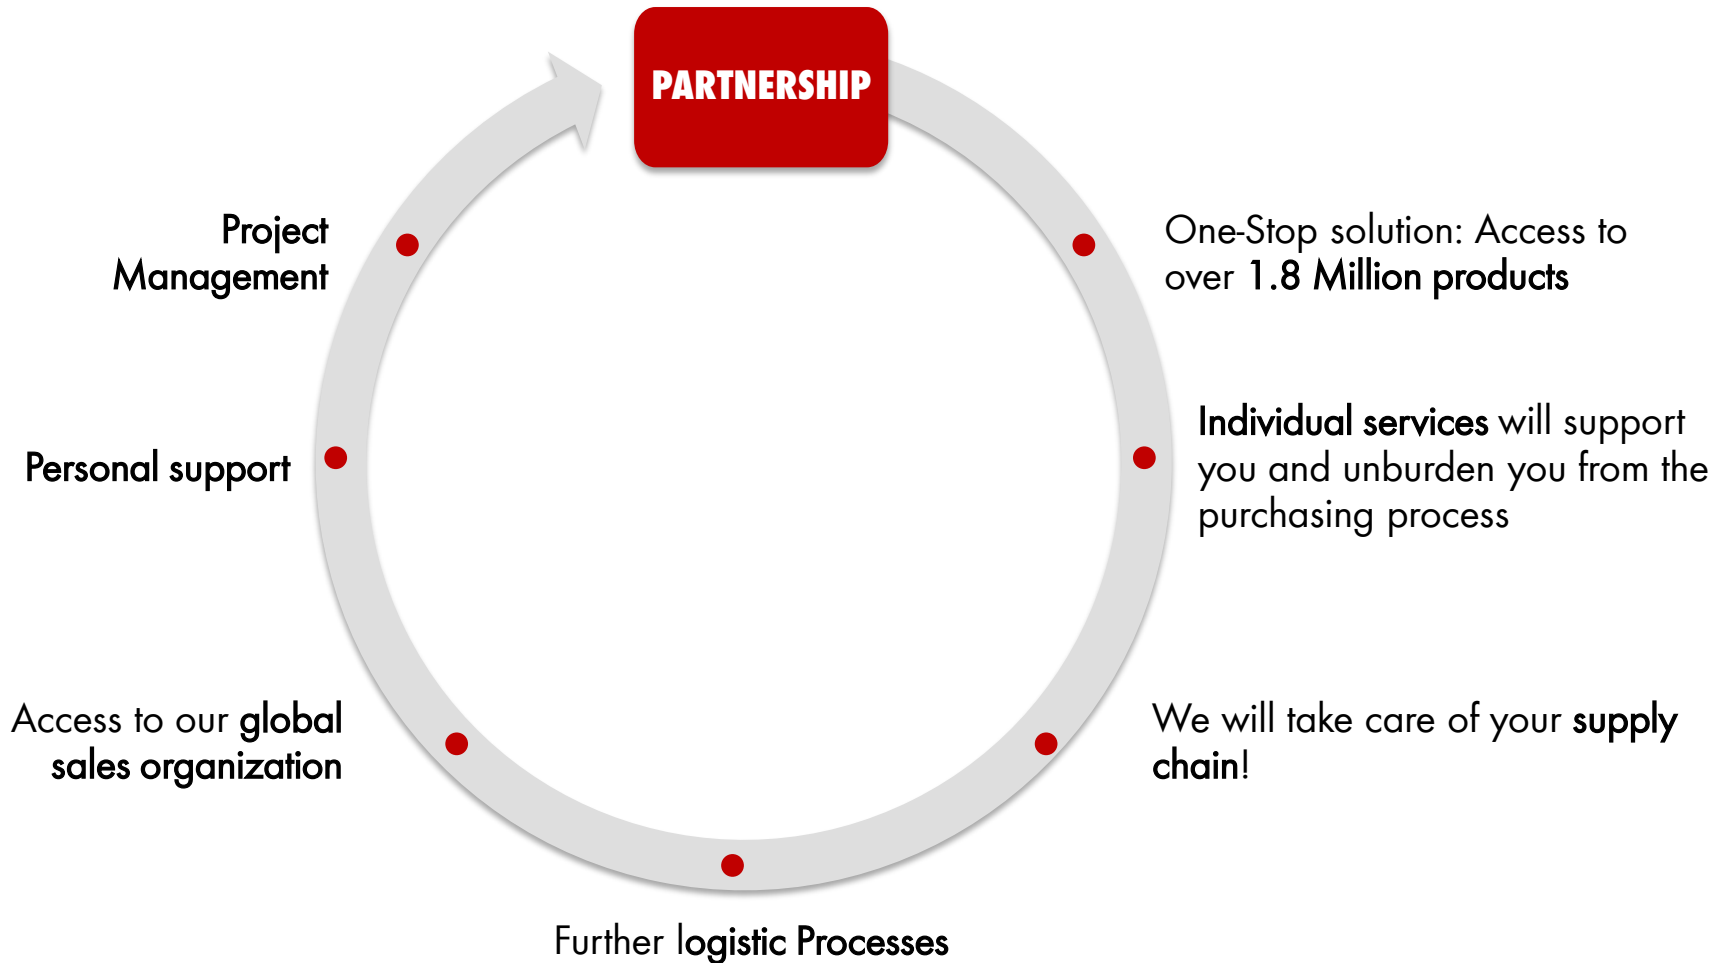 PARTNERSHIP
One-Stop solution: Access to
over 1.8 Million products
Individual services will support
you and unburden you from the
purchasing process
We will take care of your supply
chain!
Further logistic Processes
Access to our global
sales organization
Personal support
Project
Management